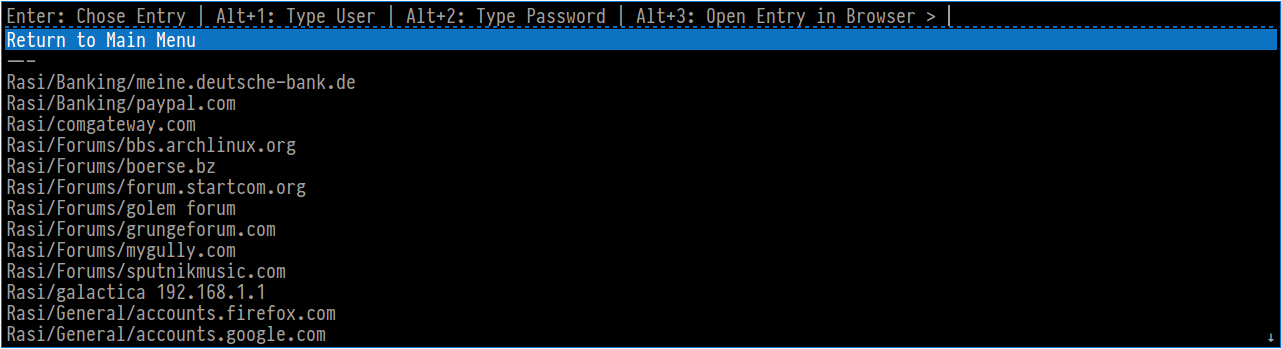 Enter: Chose Entry | Alt+1: Type User | Alt+2: Type Password | Alt+3: Open Entry in Browser >
Return to Main Menu
---
Rasi/Banking/meine.deutsche-bank.de
Rasi/Banking/paypal.com
Rasi/comgateway.com
Rasi/Forums/bbs.archlinux.org
Rasi/Forums/boerse.bz
Rasi/Forums/forum.startcom.org
Rasi/Forums/golem forum
Rasi/Forums/grungeforum.com
Rasi/Forums/mygully.com
Rasi/Forums/sputnikmusic.com
Rasi/galactica 192.168.1.1
Rasi/General/accounts.firefox.com
Rasi/General/accounts.google.com